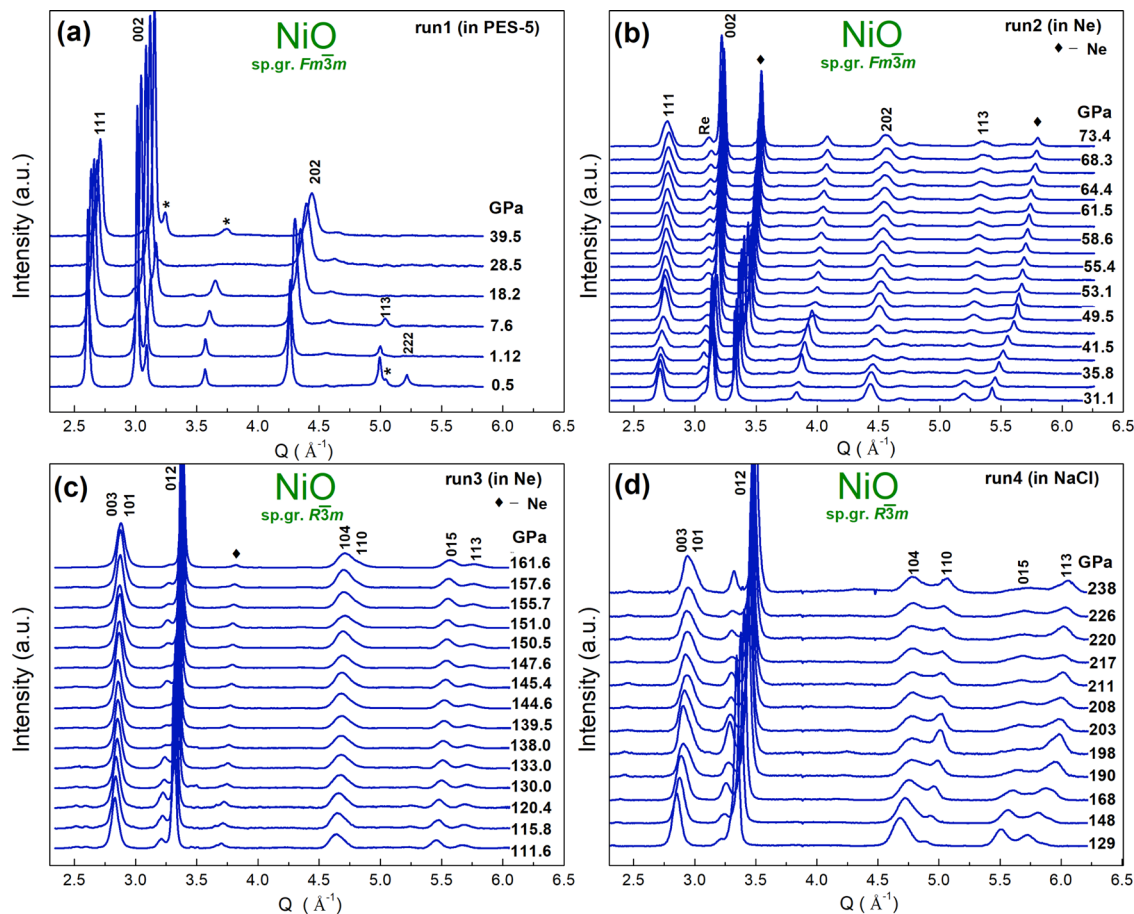 (a)
002
NiO
run1 (in PES-5)
sp.gr. Fm3̅m
111
202
*
*
GPa
39.5
28.5
18.2
7.6
1.12
0.5
113
222
*
Intensity (a.u.)
2.5 3.0 3.5 4.0 4.5 5.0 5.5 6.0 6.5
Q ( Å-1)
(b)
002
NiO
run2 (in Ne)
sp.gr. Fm3̅m
♦ – Ne
♦
111
Re
202
113
♦
GPa
73.4
68.3
64.4
61.5
58.6
55.4
53.1
49.5
41.5
35.8
31.1
Intensity (a.u.)
2.5 3.0 3.5 4.0 4.5 5.0 5.5 6.0 6.5
Q ( Å-1)
(c)
012
NiO
run3 (in Ne)
sp.gr. R3̅m
♦ – Ne
003
101
♦
104
110
015
113
GPa
161.6
157.6
155.7
151.0
150.5
147.6
145.4
144.6
139.5
138.0
133.0
130.0
120.4
115.8
111.6
Intensity (a.u.)
2.5 3.0 3.5 4.0 4.5 5.0 5.5 6.0 6.5
Q ( Å-1)
(d)
012
NiO
run4 (in NaCl)
sp.gr. R3̅m
003
101
104
110
015
113
GPa
238
226
220
217
211
208
203
198
190
168
148
129
Intensity (a.u.)
2.5 3.0 3.5 4.0 4.5 5.0 5.5 6.0 6.5
Q ( Å-1)